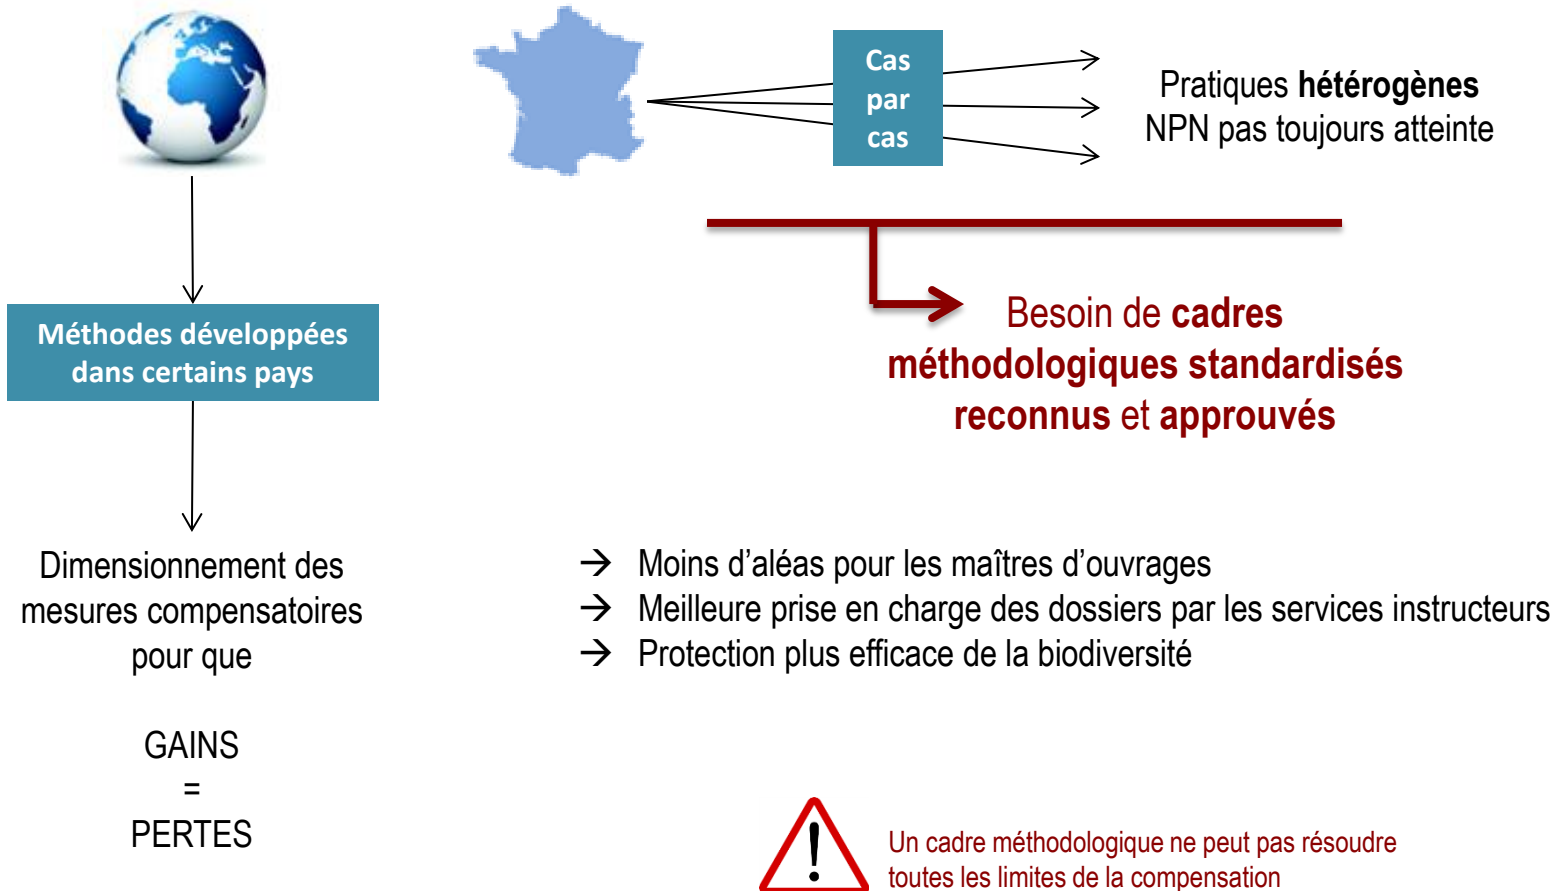 Cas
par
cas
Pratiques hétérogènes
NPN pas toujours atteinte
Méthodes développées
dans certains pays
Besoin de cadres
méthodologiques standardisés
reconnus et approuvés
Dimensionnement des
mesures compensatoires
pour que
GAINS
=
PERTES
→ Moins d’aléas pour les maîtres d’ouvrages
→ Meilleure prise en charge des dossiers par les services instructeurs
→ Protection plus efficace de la biodiversité
!
Un cadre méthodologique ne peut pas résoudre
toutes les limites de la compensation